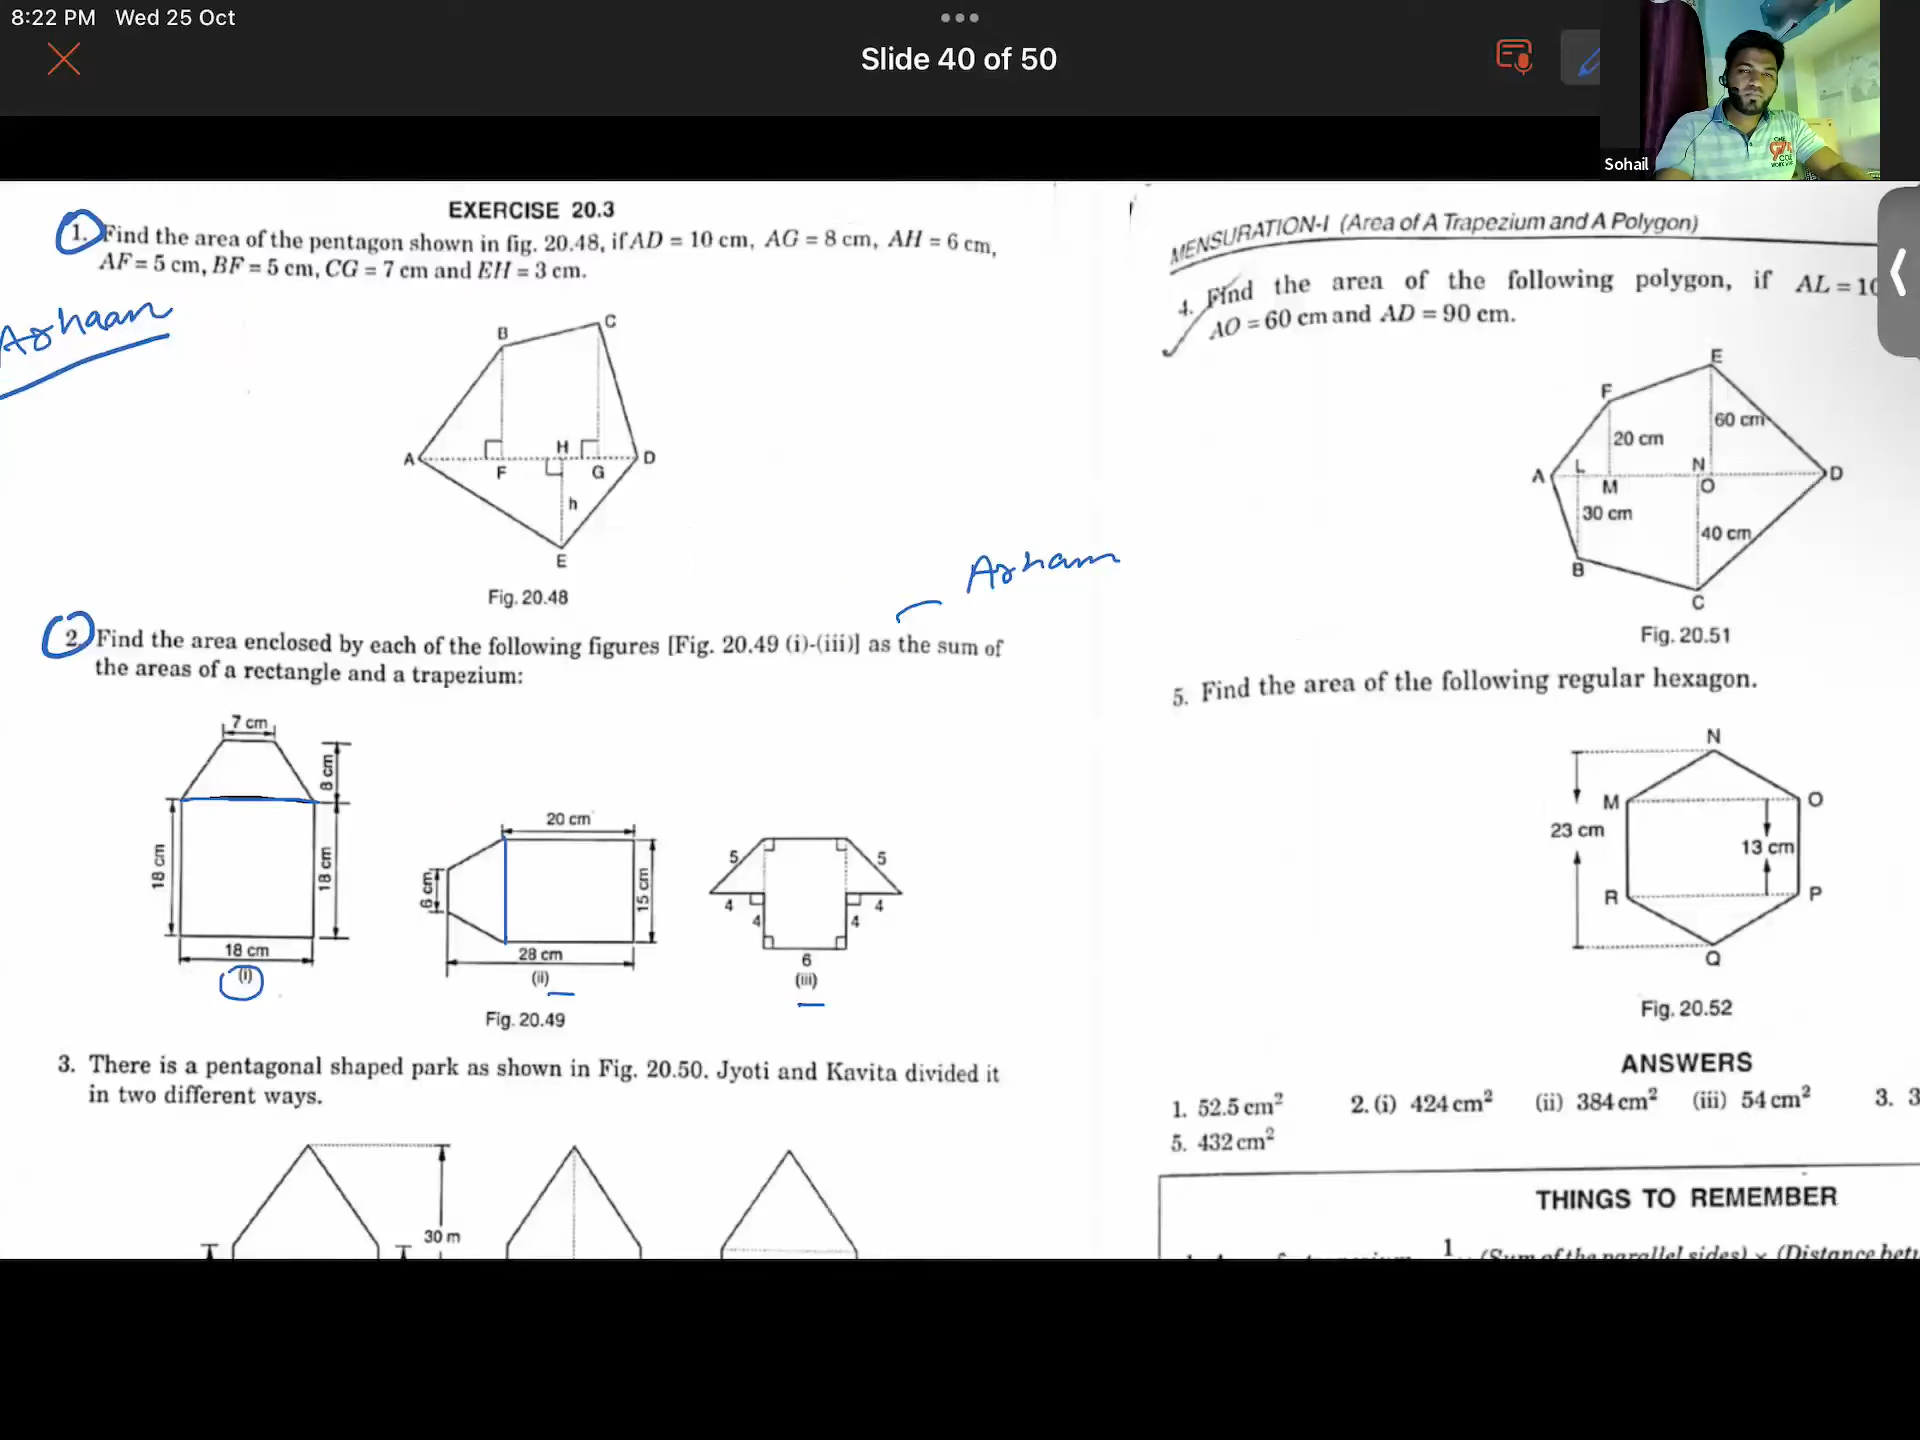 8:22 PM Wed 25 Oct
Slide 40 of 50
Sohail
EXERCISE 20.3
1. Find the area of the pentagon shown in fig. 20.48, if AD = 10 cm, AG = 8 cm, AH = 6 cm,
AF = 5 cm, BF = 5 cm, CG = 7 cm and EH = 3 cm.
B
C
A
F
H
G
D
h
E
Fig. 20.48
2. Find the area enclosed by each of the following figures [Fig. 20.49 (i)-(iii)] as the sum of
the areas of a rectangle and a trapezium:
7 cm
8 cm
18 cm
18 cm
18 cm
(i)
20 cm
6 cm
15 cm
28 cm
(ii)
5
5
4
4
4
4
6
(iii)
Fig. 20.49
3. There is a pentagonal shaped park as shown in Fig. 20.50. Jyoti and Kavita divided it
in two different ways.
30 m
MENSURATION-I (Area of A Trapezium and A Polygon)
4. Find the area of the following polygon, if AL = 10
AO = 60 cm and AD = 90 cm.
E
F
60 cm
20 cm
A
L
N
D
M
O
30 cm
40 cm
B
C
Fig. 20.51
5. Find the area of the following regular hexagon.
N
M
O
23 cm
13 cm
R
P
Q
Fig. 20.52
ANSWERS
1. 52.5 cm² 2. (i) 424 cm² (ii) 384 cm² (iii) 54 cm² 3. 3
5. 432 cm²
THINGS TO REMEMBER
1 (Sum of the parallel sides) × (Distance betw